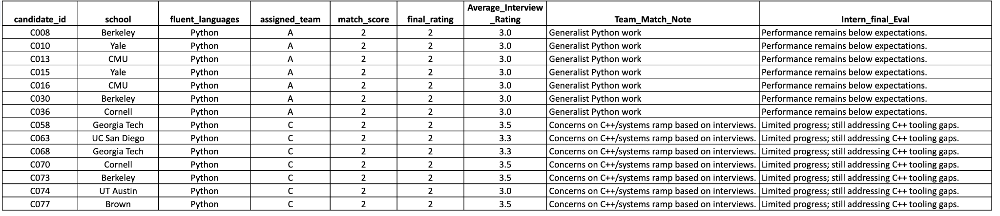 candidate_id school fluent_languages assigned_team match_score final_rating Average_Interview_Rating Team_Match_Note Intern_final_Eval
C008 Berkeley Python A 2 2 3.0 Generalist Python work Performance remains below expectations.
C010 Yale Python A 2 2 3.0 Generalist Python work Performance remains below expectations.
C013 CMU Python A 2 2 3.0 Generalist Python work Performance remains below expectations.
C015 Yale Python A 2 2 3.0 Generalist Python work Performance remains below expectations.
C016 CMU Python A 2 2 3.0 Generalist Python work Performance remains below expectations.
C030 Berkeley Python A 2 2 3.0 Generalist Python work Performance remains below expectations.
C036 Cornell Python A 2 2 3.0 Generalist Python work Performance remains below expectations.
C058 Georgia Tech Python C 2 2 3.5 Concerns on C++/systems ramp based on interviews. Limited progress; still addressing C++ tooling gaps.
C063 UC San Diego Python C 2 2 3.3 Concerns on C++/systems ramp based on interviews. Limited progress; still addressing C++ tooling gaps.
C068 Georgia Tech Python C 2 2 3.3 Concerns on C++/systems ramp based on interviews. Limited progress; still addressing C++ tooling gaps.
C070 Cornell Python C 2 2 3.5 Concerns on C++/systems ramp based on interviews. Limited progress; still addressing C++ tooling gaps.
C073 Berkeley Python C 2 2 3.5 Concerns on C++/systems ramp based on interviews. Limited progress; still addressing C++ tooling gaps.
C074 UT Austin Python C 2 2 3.0 Concerns on C++/systems ramp based on interviews. Limited progress; still addressing C++ tooling gaps.
C077 Brown Python C 2 2 3.5 Concerns on C++/systems ramp based on interviews. Limited progress; still addressing C++ tooling gaps.